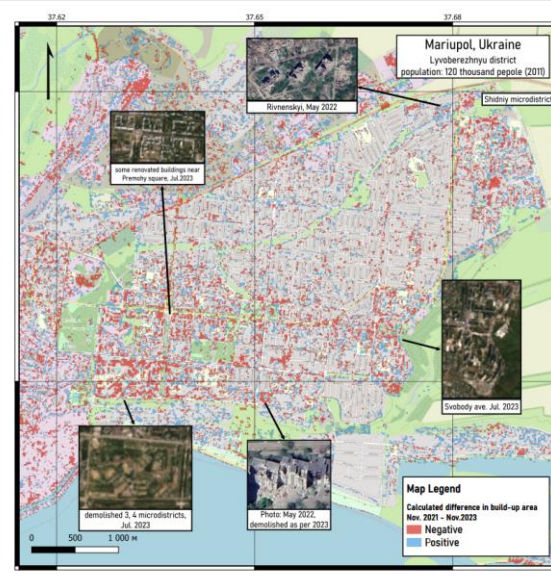 37.62
37.65
37.68
Mariupol, Ukraine
Lyvoberezhnyu district
population: 120 thousand pepole (2011)
Rivnenskyi, May 2022
Shidniy microdistric
some renovated buildings near
Premohy square, Jul.2023
Svobody ave. Jul. 2023
demolished 3, 4 microdistricts,
Jul. 2023
Photo: May 2022,
demolished as per 2023
Map Legend
Calculated difference in build-up area
Nov. 2021 - Nov.2023
Negative
Positive
0 500 1 000 м